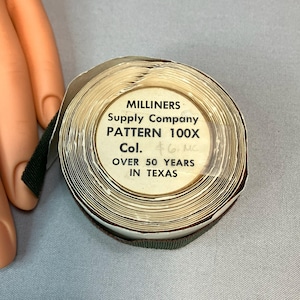 MILLINERS
Supply Company
PATTERN 100X
Col.
OVER 50 YEARS
IN TEXAS